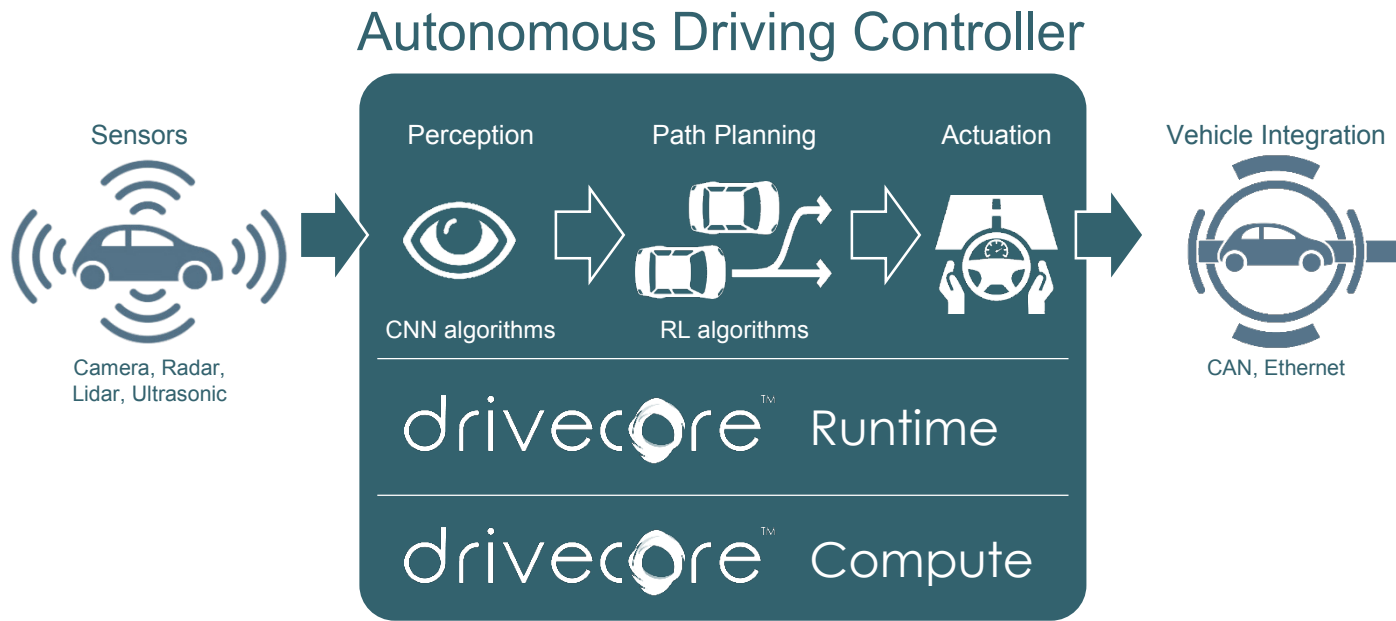 Autonomous Driving Controller
Sensors
Camera, Radar,
Lidar, Ultrasonic
Perception
CNN algorithms
Path Planning
RL algorithms
Actuation
Vehicle Integration
CAN, Ethernet
drivecore™ Runtime
drivecore™ Compute